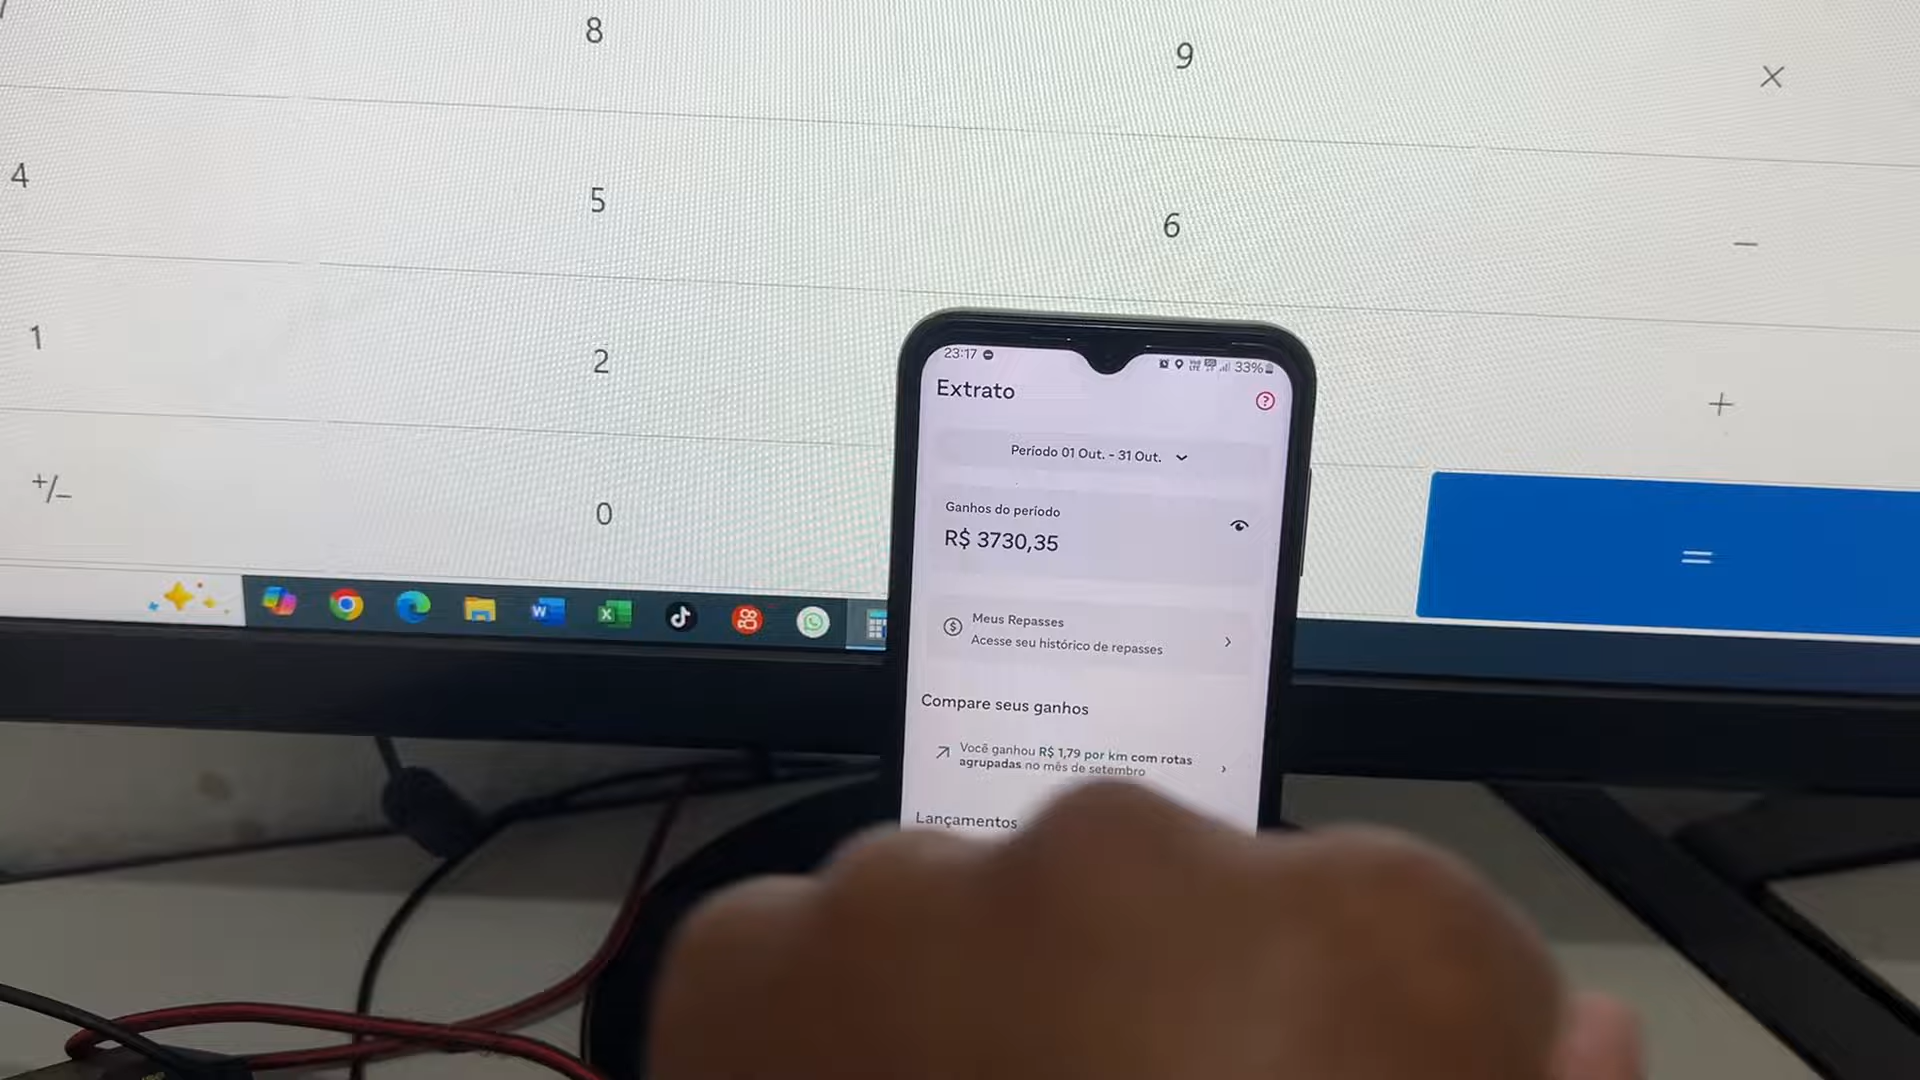 8
9
×
4
5
6
–
1
2
+
+/–
0
=
23:17
33%
Extrato
?
Período 01 Out. - 31 Out.
Ganhos do período
R$ 3730,35
$
Meus Repasses
Acesse seu histórico de repasses
Compare seus ganhos
Você ganhou R$ 1,79 por km com rotas
agrupadas no mês de setembro
Lançamentos
W
X